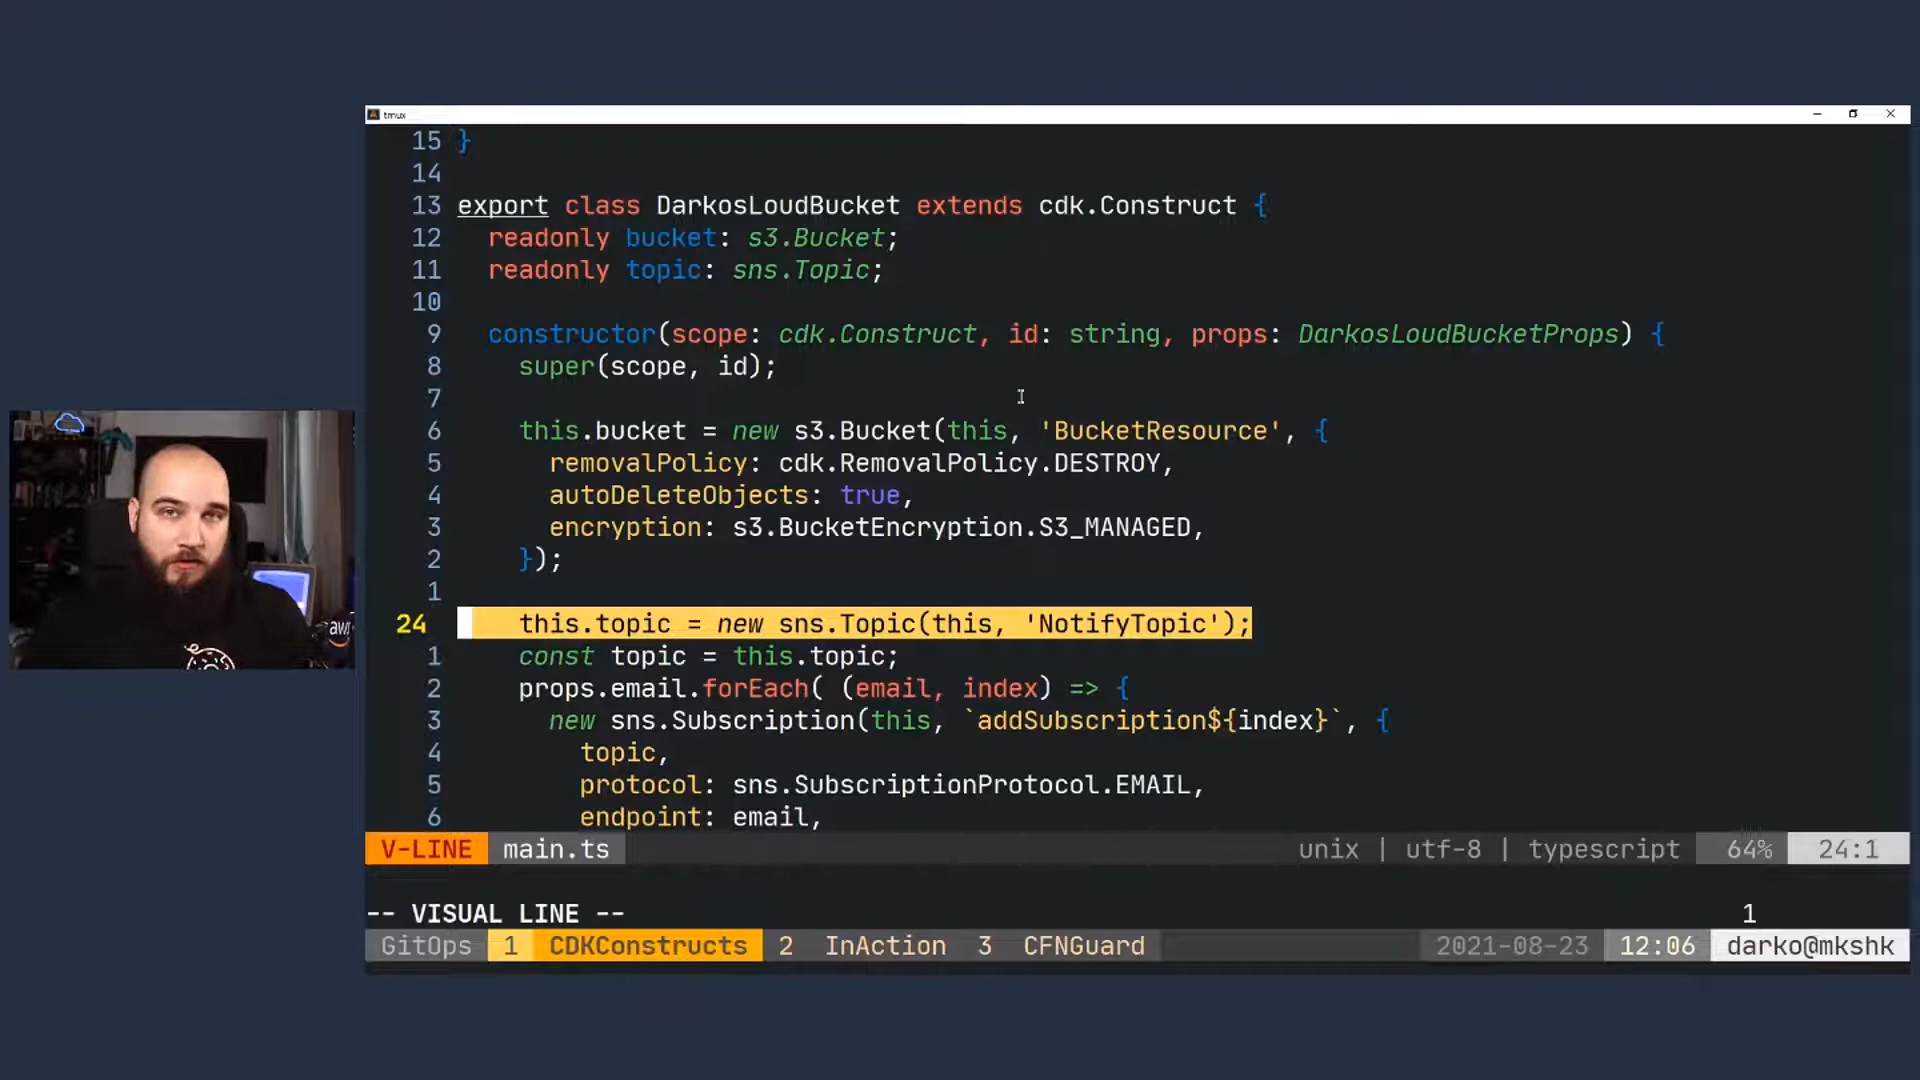 tmux
15 }
14
13 export class DarkosLoudBucket extends cdk.Construct {
12 readonly bucket: s3.Bucket;
11 readonly topic: sns.Topic;
10
9 constructor(scope: cdk.Construct, id: string, props: DarkosLoudBucketProps) {
8 super(scope, id);
7
6 this.bucket = new s3.Bucket(this, 'BucketResource', {
5 removalPolicy: cdk.RemovalPolicy.DESTROY,
4 autoDeleteObjects: true,
3 encryption: s3.BucketEncryption.S3_MANAGED,
2 });
1
24 this.topic = new sns.Topic(this, 'NotifyTopic');
1 const topic = this.topic;
2 props.email.forEach( (email, index) => {
3 new sns.Subscription(this, `addSubscription${index}`, {
4 topic,
5 protocol: sns.SubscriptionProtocol.EMAIL,
6 endpoint: email,
V-LINE main.ts unix | utf-8 | typescript 64% 24:1
-- VISUAL LINE -- 1
GitOps 1 CDKConstructs 2 InAction 3 CFNGuard 2021-08-23 12:06 darko@mkshk